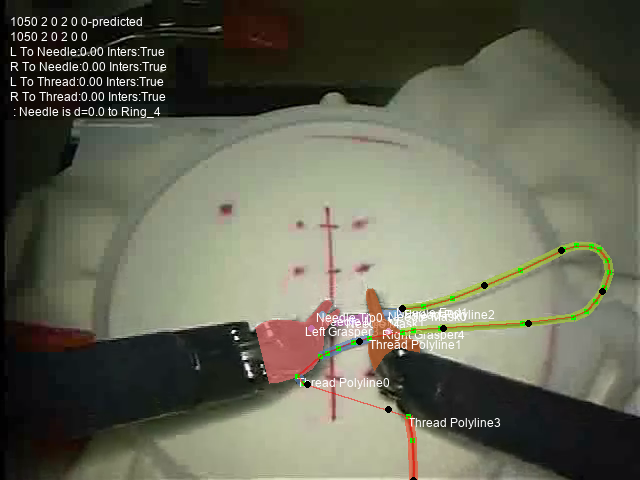 1050 2 0 2 0 0-predicted
1050 2 0 2 0 0
L To Needle:0.00 Inters:True
R To Needle:0.00 Inters:True
L To Thread:0.00 Inters:True
R To Thread:0.00 Inters:True
: Needle is d=0.0 to Ring_4
Left Grasper
Right Grasper4
Thread Polyline1
Thread Polyline0
Thread Polyline3